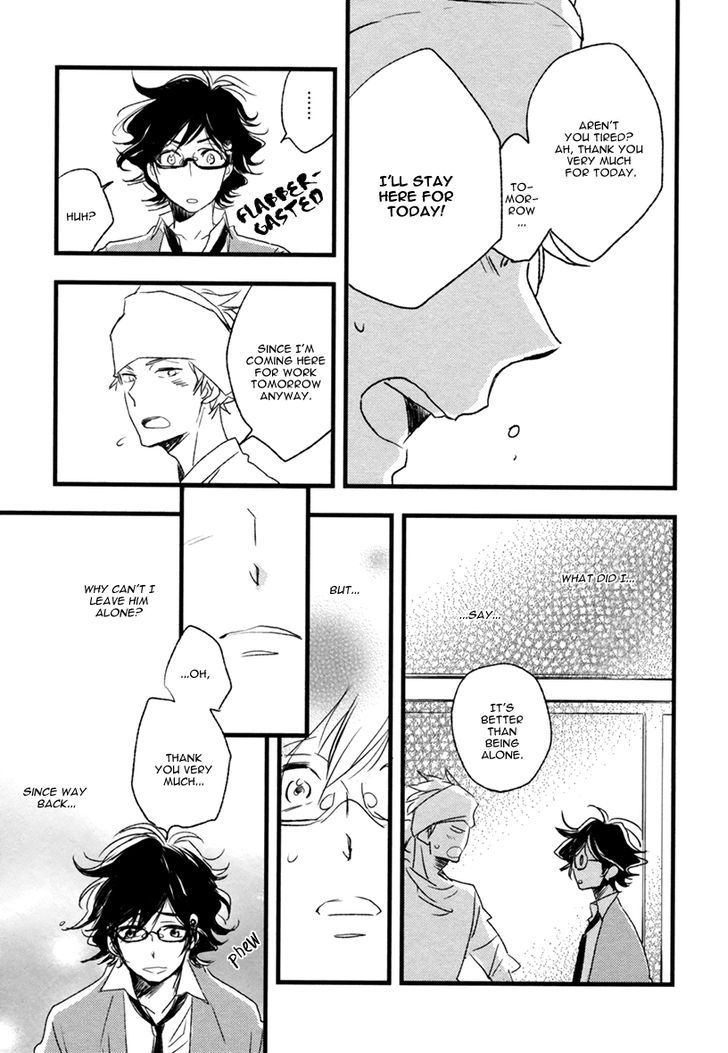 AREN'T
YOU TIRED?
AH, THANK YOU
VERY MUCH
FOR TODAY.
TO-
MOR-
ROW
...
I'LL STAY
HERE FOR
TODAY!
......
FLABBER-
GASTED
HUH?
SINCE I'M
COMING HERE
FOR WORK
TOMORROW
ANYWAY.
WHAT DID I...
...SAY...
IT'S
BETTER
THAN
BEING
ALONE.
BUT...
WHY CAN'T I
LEAVE HIM
ALONE?
...OH,
THANK
YOU VERY
MUCH...
SINCE WAY
BACK...
phew